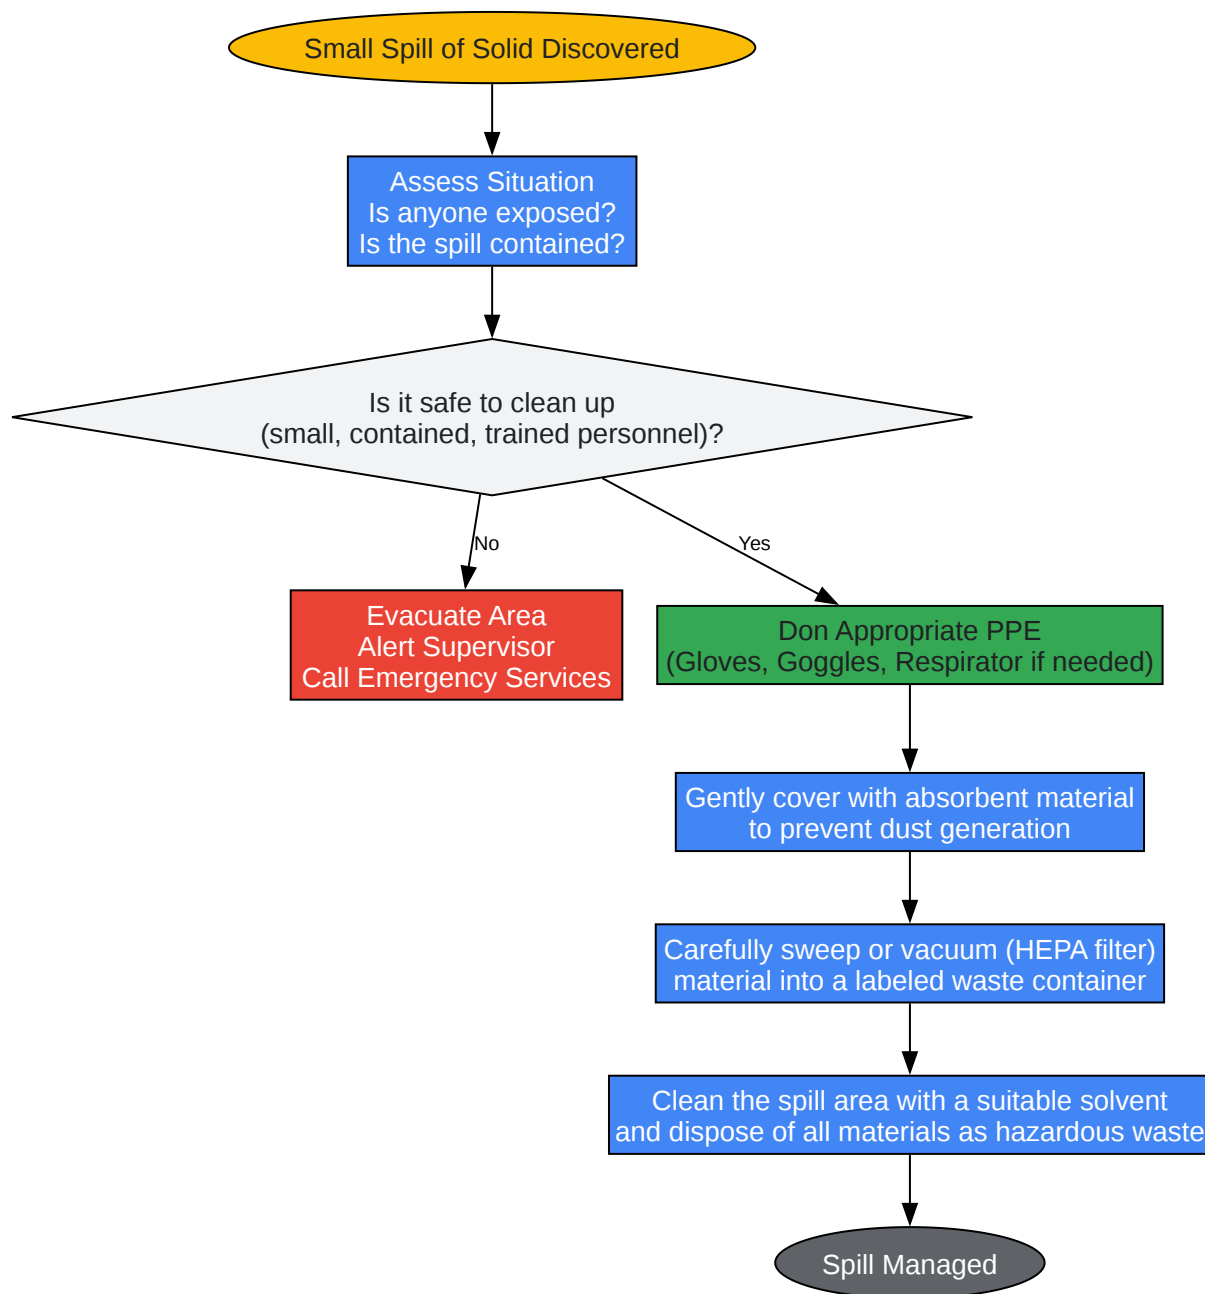 Small Spill of Solid Discovered
Assess Situation
Is anyone exposed?
Is the spill contained?
Is it safe to clean up
(small, contained, trained personnel)?
No
Yes
Evacuate Area
Alert Supervisor
Call Emergency Services
Don Appropriate PPE
(Gloves, Goggles, Respirator if needed)
Gently cover with absorbent material
to prevent dust generation
Carefully sweep or vacuum (HEPA filter)
material into a labeled waste container
Clean the spill area with a suitable solvent
and dispose of all materials as hazardous waste
Spill Managed